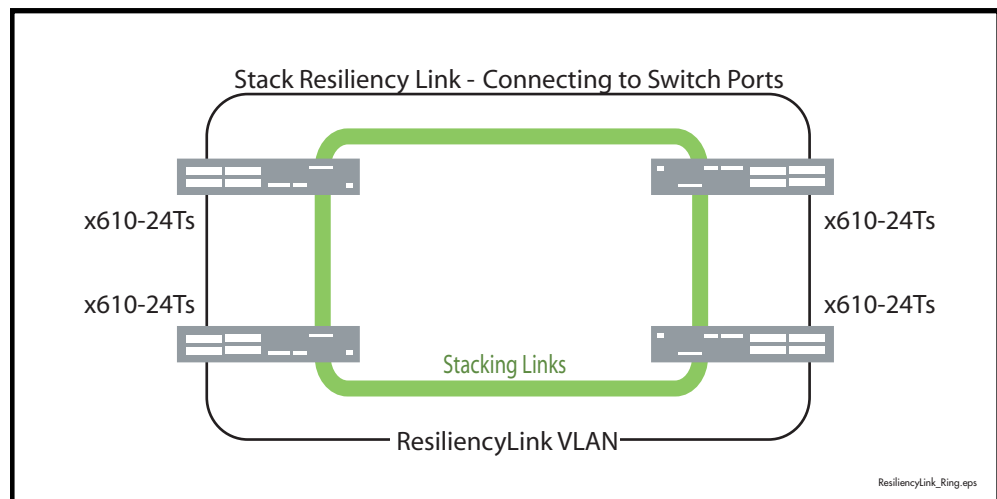 Stack Resiliency Link - Connecting to Switch Ports
x610-24Ts
x610-24Ts
x610-24Ts
x610-24Ts
Stacking Links
ResiliencyLink VLAN
ResiliencyLink_Ring.eps